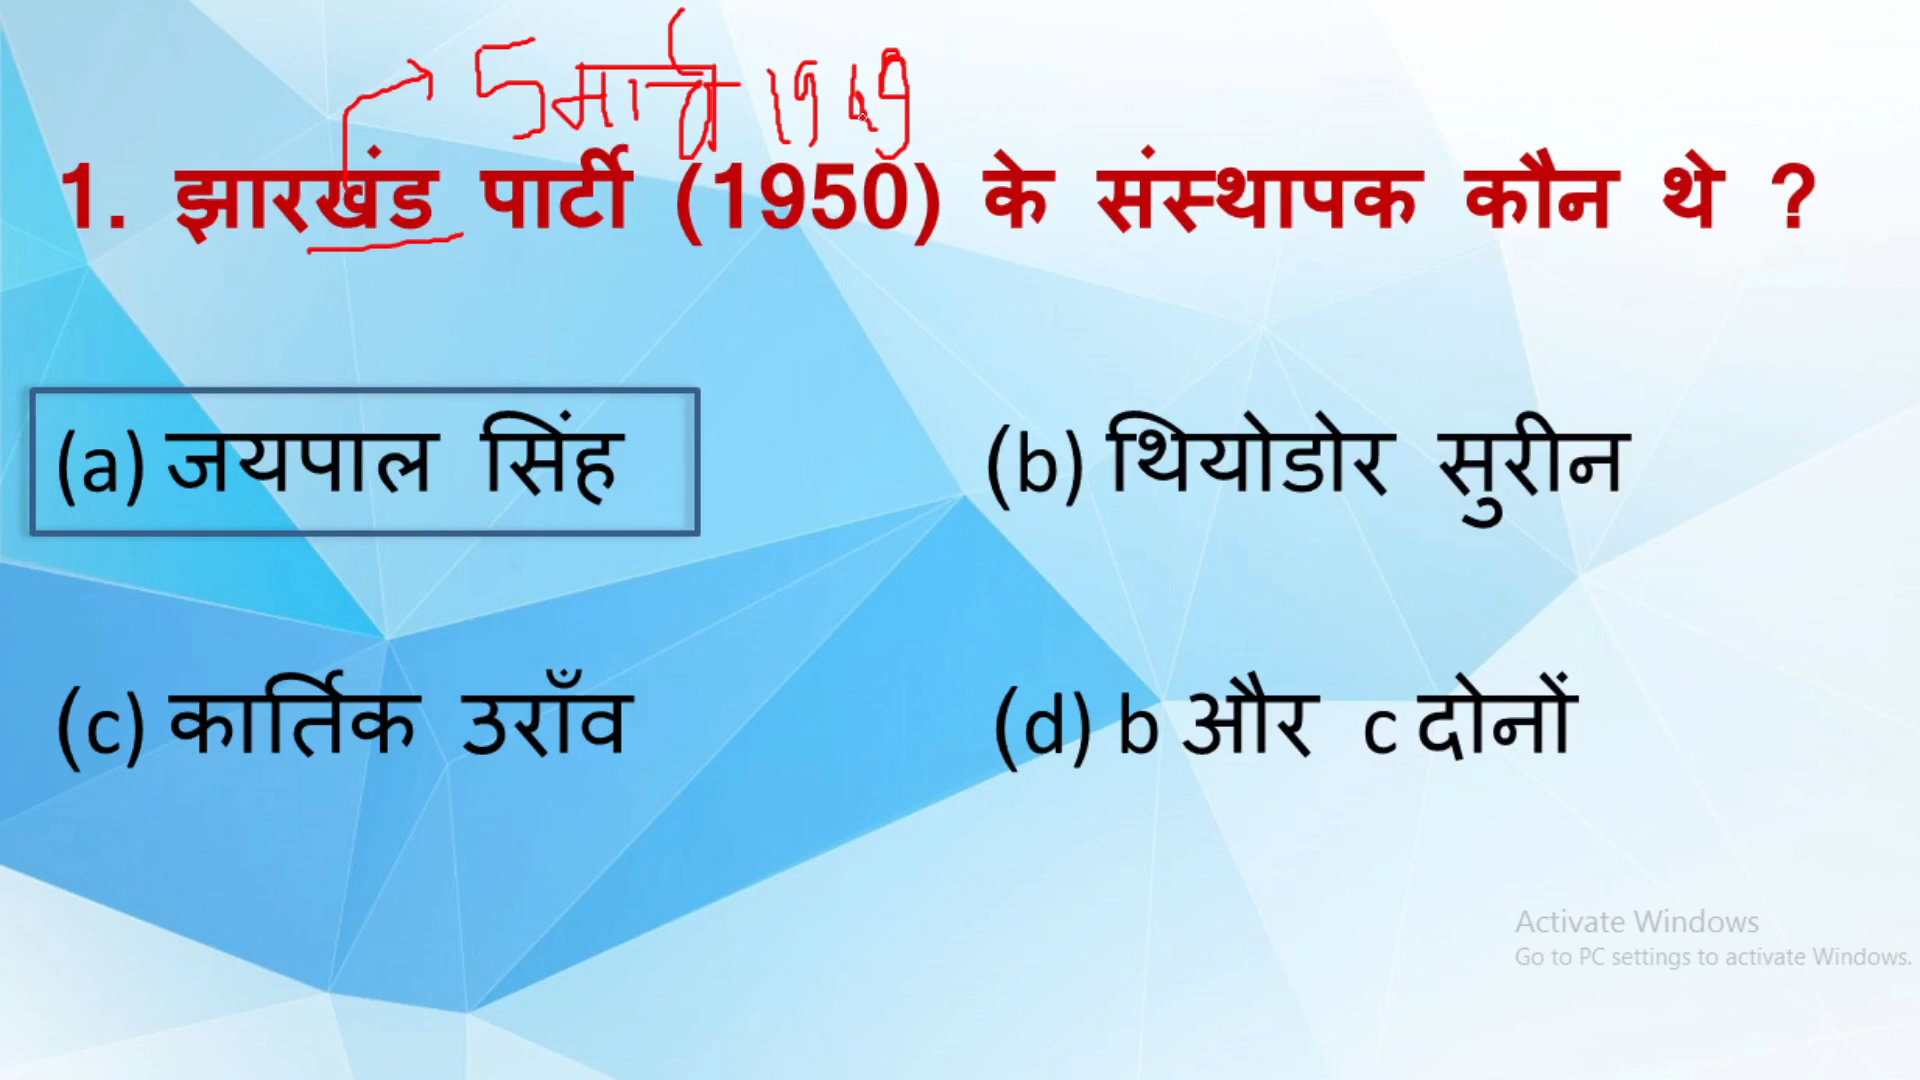 5 मार्च 1949
1. झारखंड पार्टी (1950) के संस्थापक कौन थे ?
(a) जयपाल सिंह
(b) थियोडोर सुरीन
(c) कार्तिक उराँव
(d) b और c दोनों
Activate Windows
Go to PC settings to activate Windows.